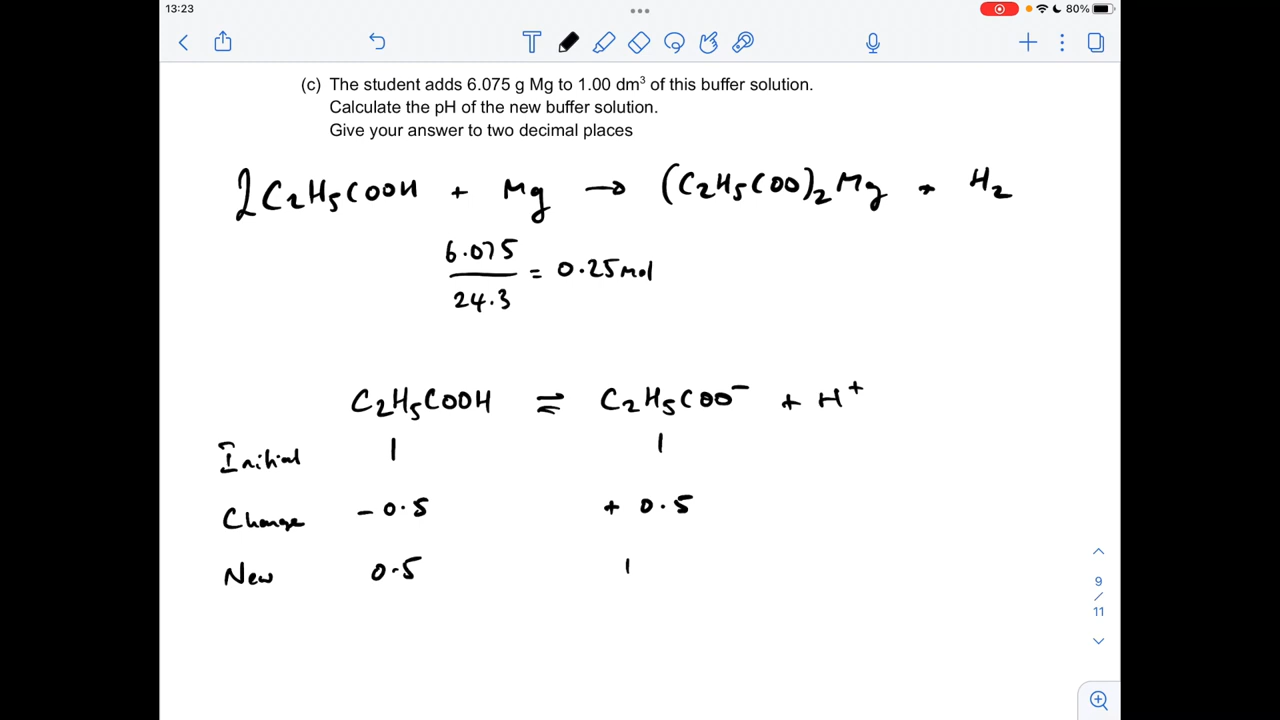 13:23
80%
(c) The student adds 6.075 g Mg to 1.00 dm³ of this buffer solution.
Calculate the pH of the new buffer solution.
Give your answer to two decimal places
2C₂H₅COOH + Mg → (C₂H₅COO)₂Mg + H₂
6.075
24.3
= 0.25mol
C₂H₅COOH ⇌ C₂H₅COO⁻ + H⁺
Initial 1 1
Change - 0.5 + 0.5
New 0.5 1
9
/
11